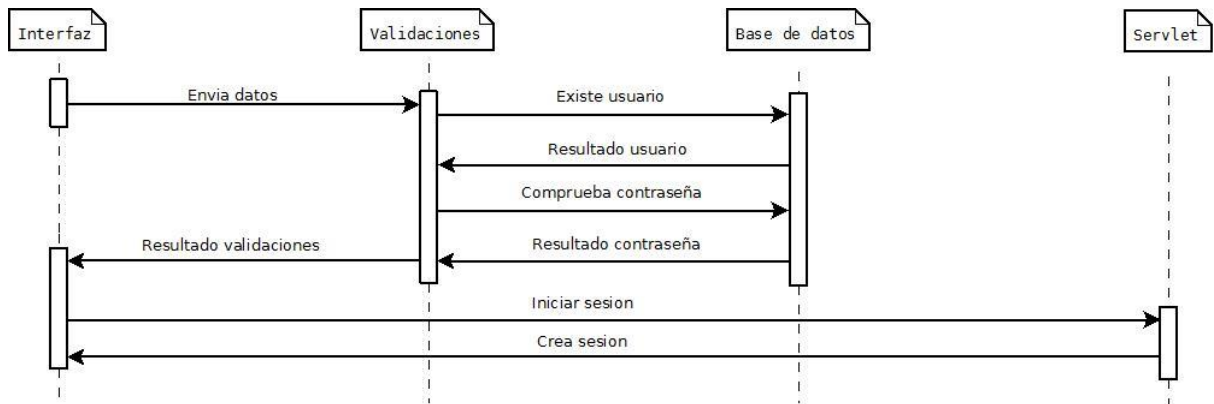 Interfaz
Validaciones
Base de datos
Servlet
Envia datos
Existe usuario
Resultado usuario
Comprueba contraseña
Resultado validaciones
Resultado contraseña
Iniciar sesion
Crea sesion